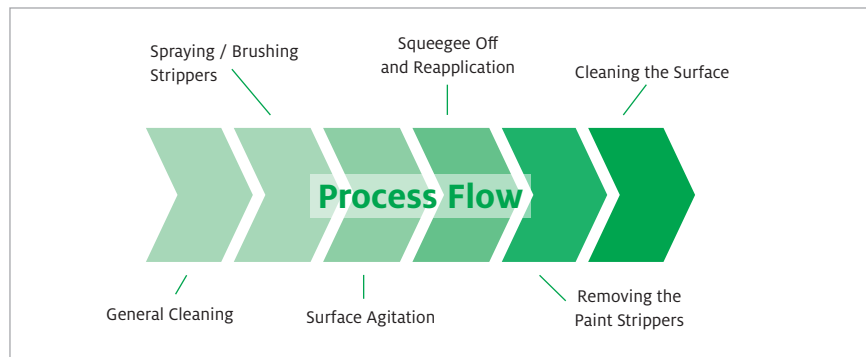 Spraying / Brushing
Strippers
Squeegee Off
and Reapplication
Cleaning the Surface
Process Flow
General Cleaning
Surface Agitation
Removing the
Paint Strippers